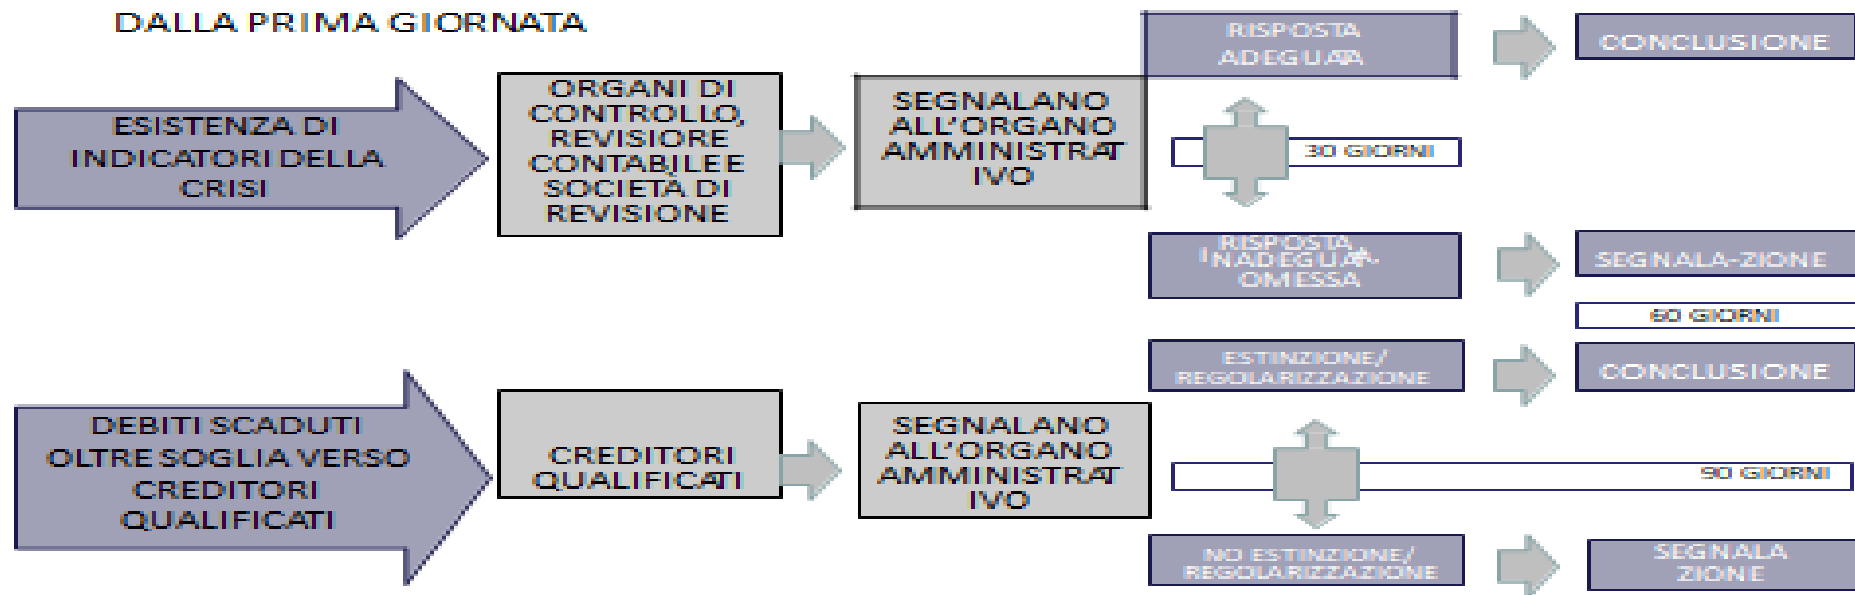 DALLA PRIMA GIORNATA
ESISTENZA DI
INDICATORI DELLA
CRISI
ORGANI DI
CONTROLLO,
REVISIORE
CONTABILE E
SOCIETÀ DI
REVISIONE
SEGNALANO
ALL'ORGANO
AMMINISTRAT
IVO
RISPOSTA
ADEGUATA
CONCLUSIONE
30 GIORNI
RISPOSTA
INADEGUATA,
OMESSA
SEGNALA-ZIONE
60 GIORNI
DEBITI SCADUTI
OLTRE SOGLIA VERSO
CREDITORI
QUALIFICATI
CREDITORI
QUALIFICATI
SEGNALANO
ALL'ORGANO
AMMINISTRAT
IVO
ESTINZIONE/
REGOLARIZZAZIONE
CONCLUSIONE
90 GIORNI
NO ESTINZIONE/
REGOLARIZZAZIONE
SEGNALA
ZIONE